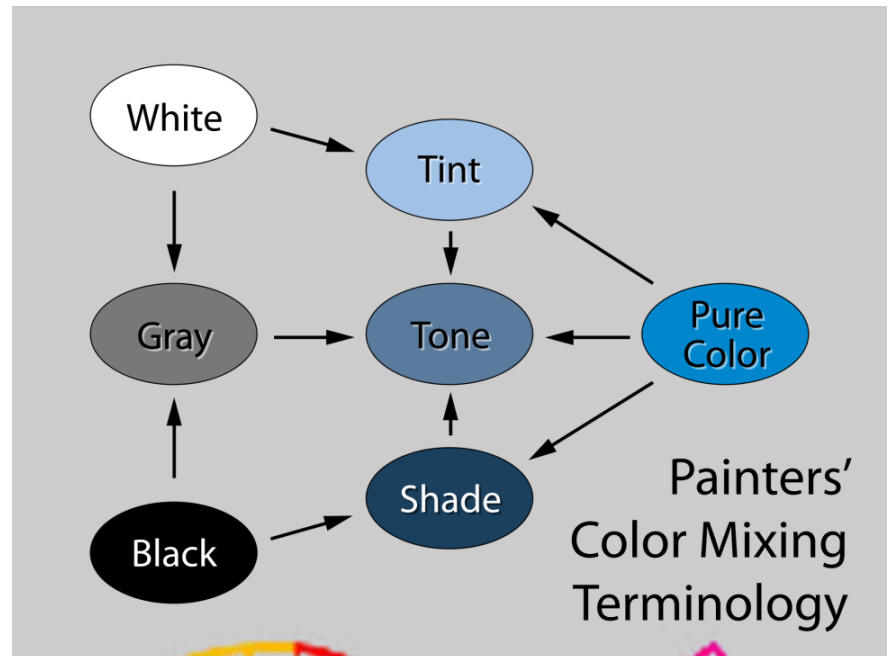 White
Tint
Gray
Tone
Pure
Color
Shade
Black
Painters’
Color Mixing
Terminology